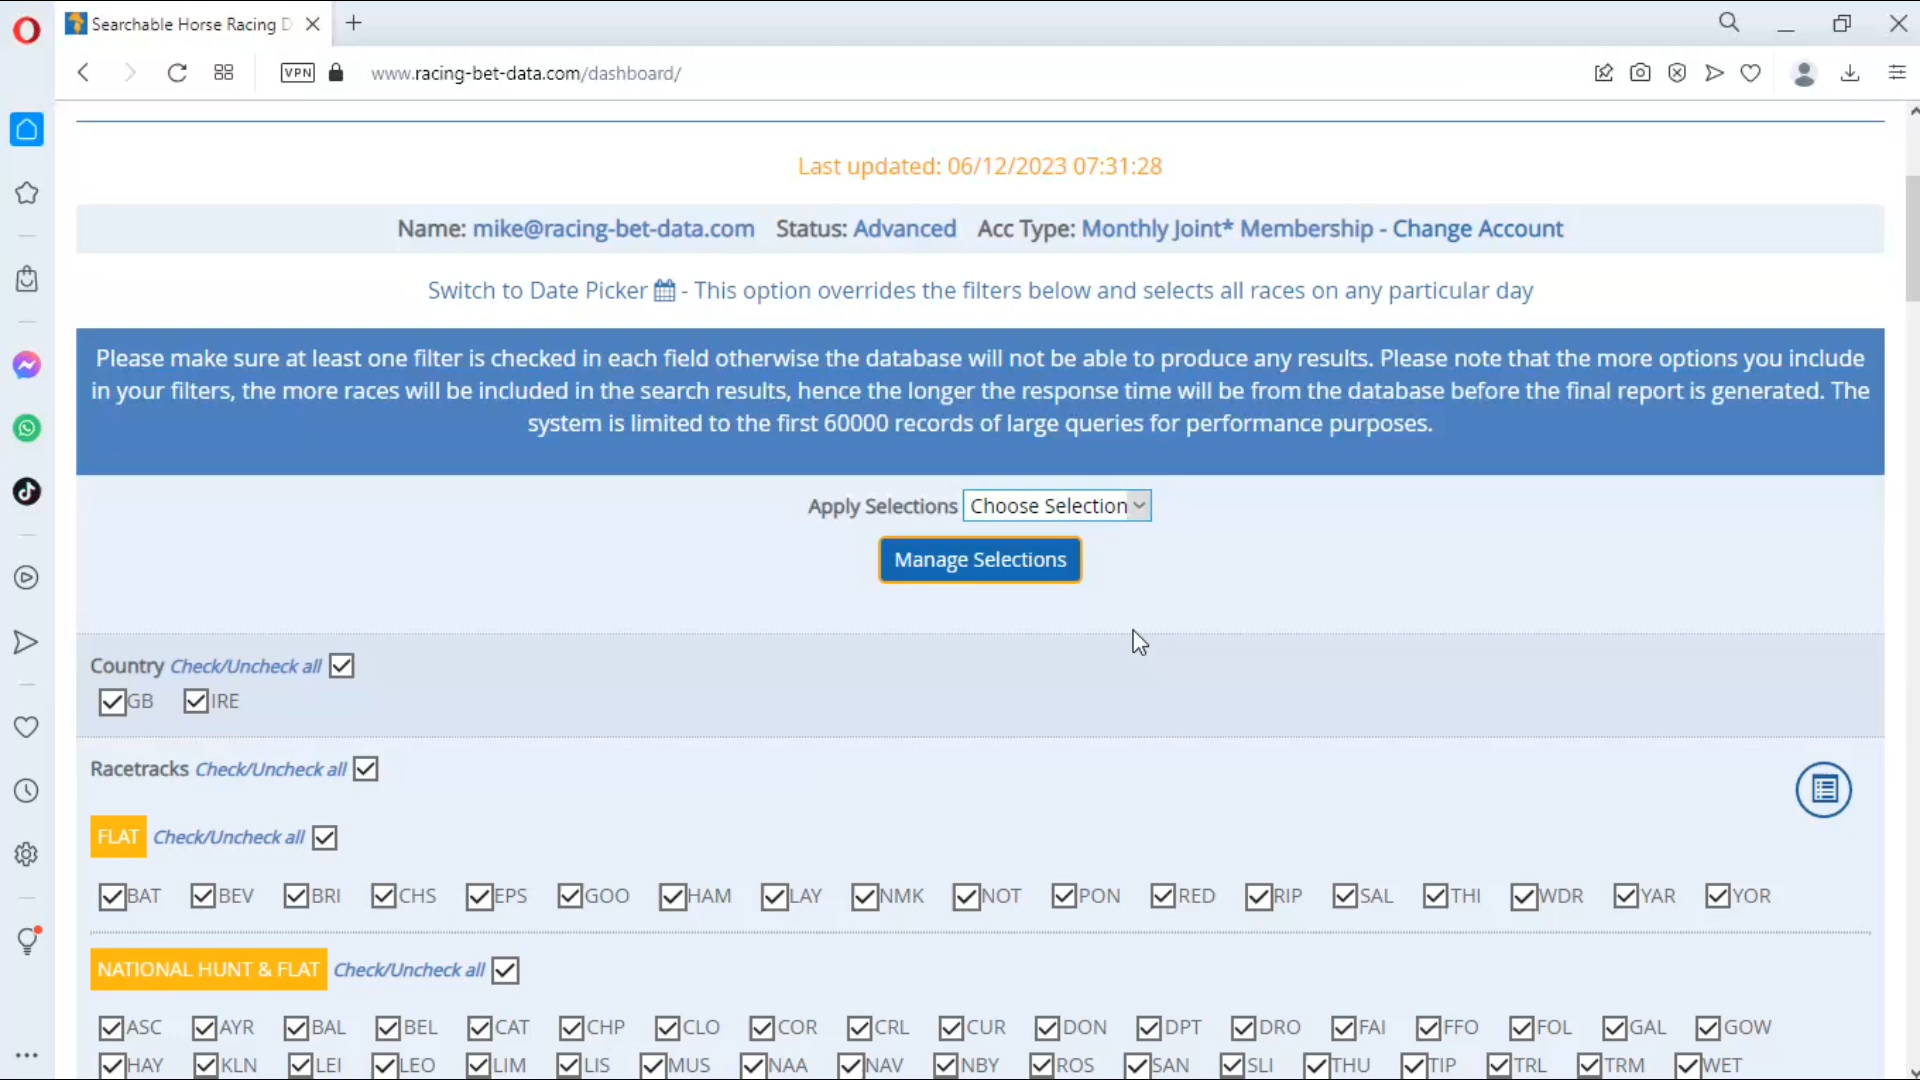 Searchable Horse Racing D
VPN
www.racing-bet-data.com/dashboard/
Last updated: 06/12/2023 07:31:28
Name: mike@racing-bet-data.com Status: Advanced Acc Type: Monthly Joint* Membership - Change Account
Switch to Date Picker - This option overrides the filters below and selects all races on any particular day
Please make sure at least one filter is checked in each field otherwise the database will not be able to produce any results. Please note that the more options you include
in your filters, the more races will be included in the search results, hence the longer the response time will be from the database before the final report is generated. The
system is limited to the first 60000 records of large queries for performance purposes.
Apply Selections Choose Selection
Manage Selections
Country Check/Uncheck all
GB IRE
Racetracks Check/Uncheck all
FLAT Check/Uncheck all
BAT BEV BRI CHS EPS GOO HAM LAY NMK NOT PON RED RIP SAL THI WDR YAR YOR
NATIONAL HUNT & FLAT Check/Uncheck all
ASC AYR BAL BEL CAT CHP CLO COR CRL CUR DON DPT DRO FAI FFO FOL GAL GOW
HAY KLN LEI LEO LIM LIS MUS NAA NAV NBY ROS SAN SLI THU TIP TRL TRM WET